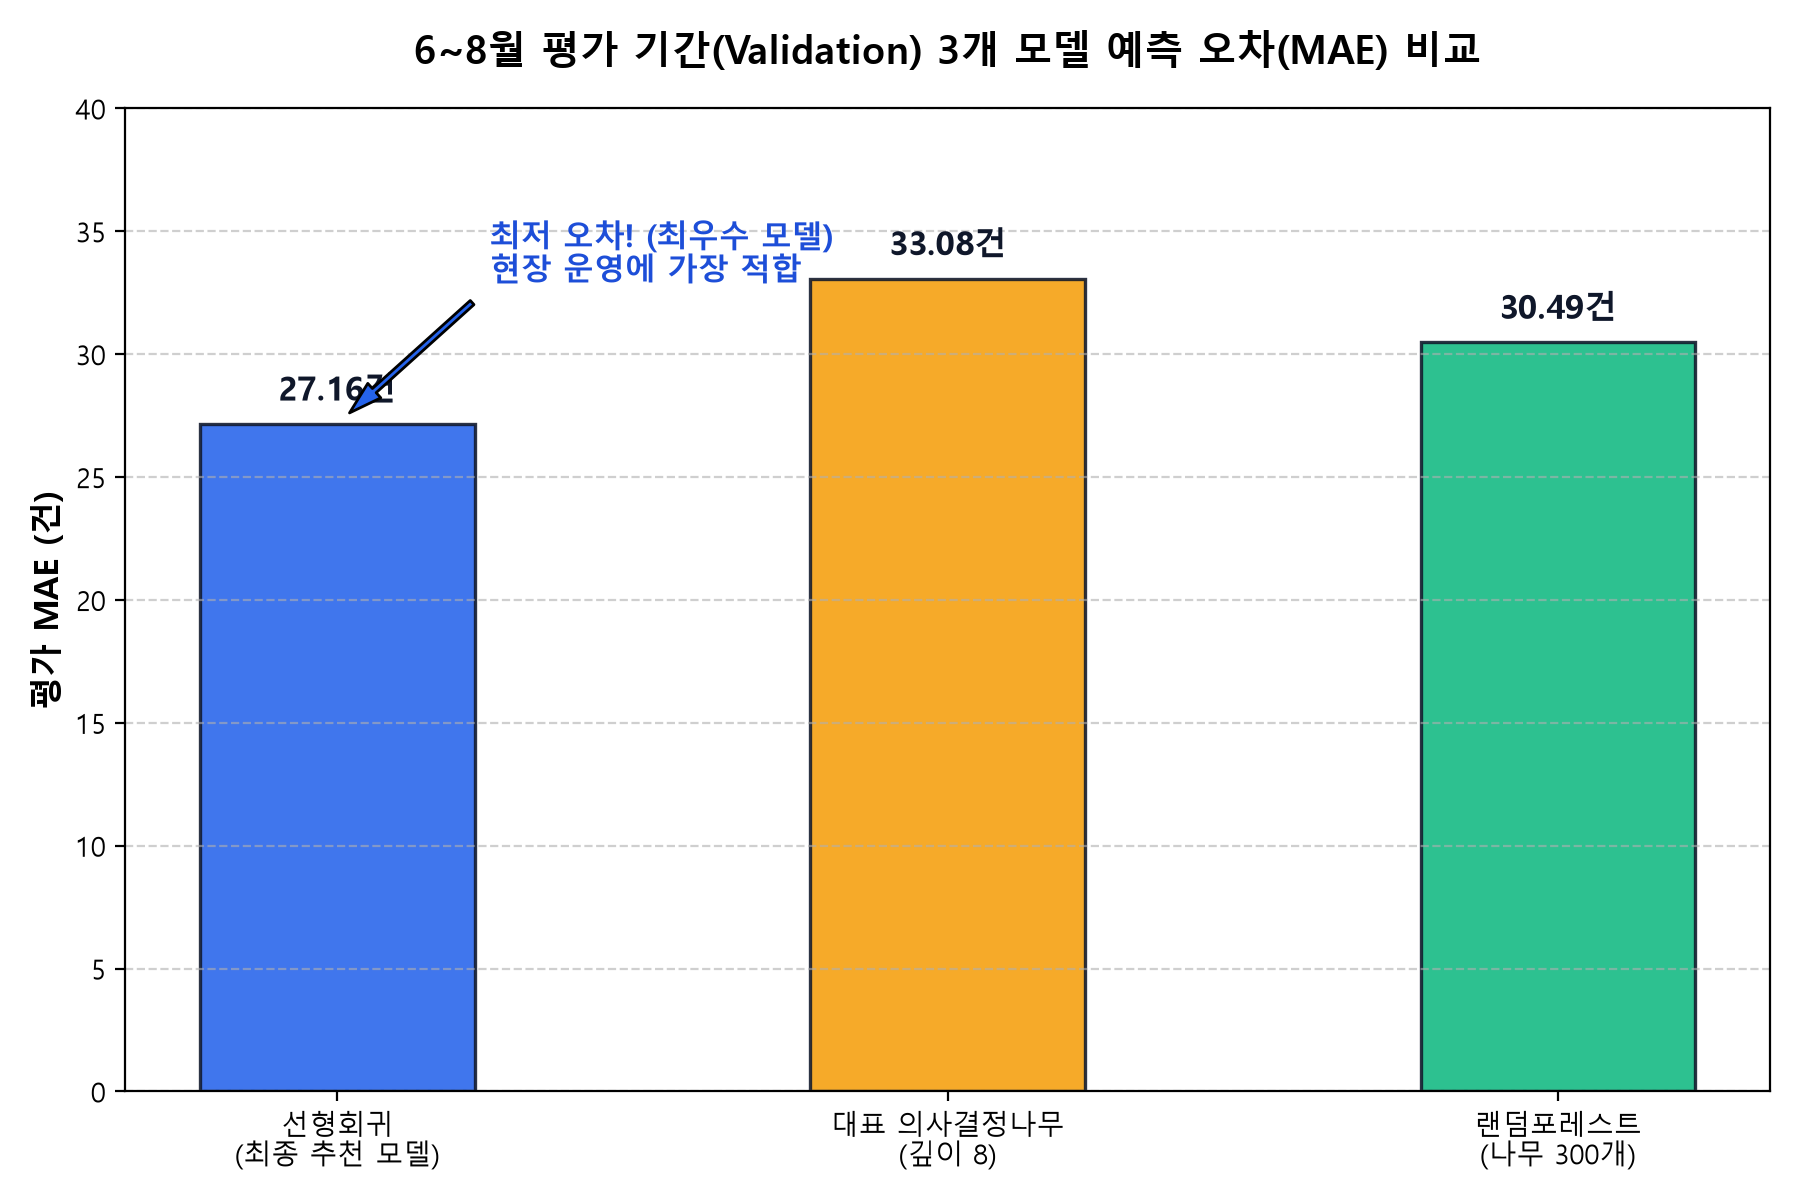 6~8월 평가 기간(Validation) 3개 모델 예측 오차(MAE) 비교
평가 MAE (건)
40
35
30
25
20
15
10
5
0
최저 오차! (최우수 모델)
현장 운영에 가장 적합
27.16건
33.08건
30.49건
선형회귀
(최종 추천 모델)
대표 의사결정나무
(깊이 8)
랜덤포레스트
(나무 300개)